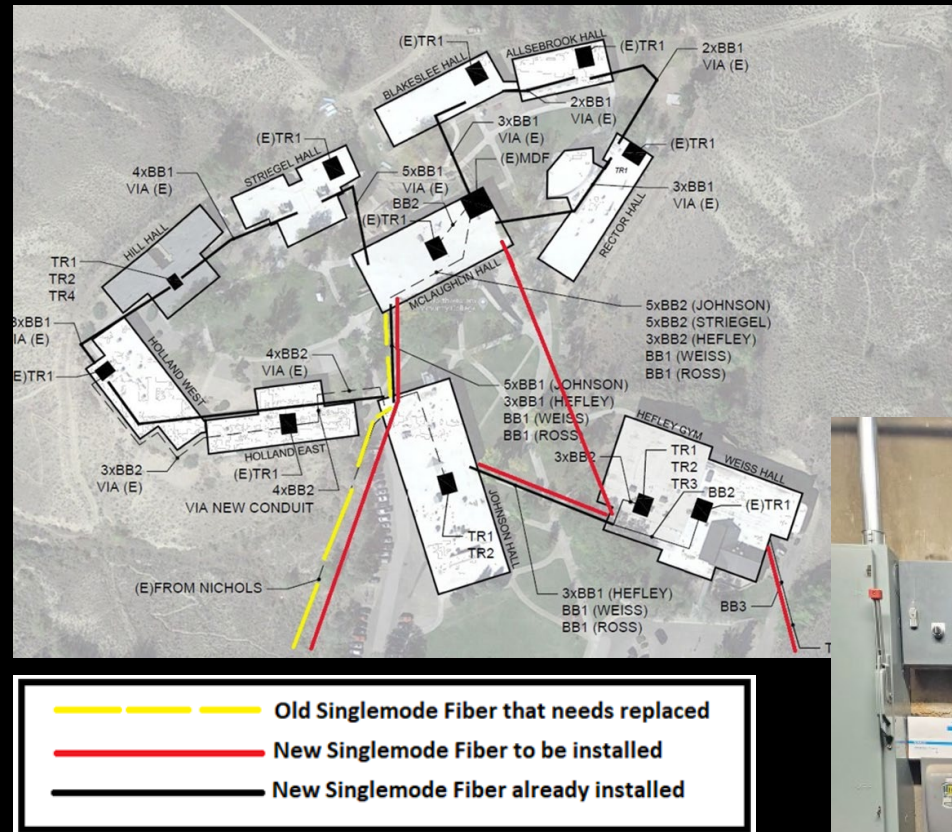 (E)TR1
ALLSEBROOK HALL
(E)TR1
2xBB1
VIA (E)
BLAKESLEE HALL
2xBB1
VIA (E)
3xBB1
VIA (E)
(E)TR1
(E)MDF
(E)TR1
TR1
4xBB1
VIA (E)
STRIEGEL HALL
5xBB1
VIA (E)
BB2
(E)TR1
3xBB1
VIA (E)
RECTOR HALL
HILL HALL
TR1
TR2
TR4
MCLAUGHLIN HALL
5xBB2 (JOHNSON)
5xBB2 (STRIEGEL)
3xBB2 (HEFLEY)
BB1 (WEISS)
BB1 (ROSS)
3xBB1
IA (E)
E)TR1
HOLLAND WEST
4xBB2
VIA (E)
5xBB1 (JOHNSON)
3xBB1 (HEFLEY)
BB1 (WEISS)
BB1 (ROSS)
HEFLEY GYM
3xBB2
TR1
TR2
TR3
WEISS HALL
BB2
(E)TR1
HOLLAND EAST
3xBB2
VIA (E)
(E)TR1
4xBB2
VIA NEW CONDUIT
JOHNSON HALL
TR1
TR2
(E)FROM NICHOLS
3xBB1 (HEFLEY)
BB1 (WEISS)
BB1 (ROSS)
BB3
T
Old Singlemode Fiber that needs replaced
New Singlemode Fiber to be installed
New Singlemode Fiber already installed